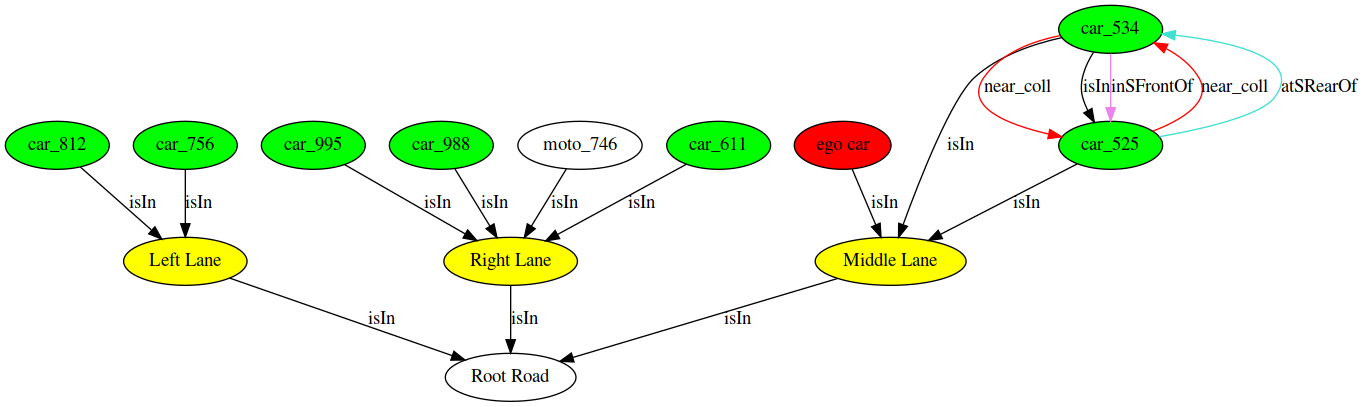 car_534
near_coll
isIn
inSFrontOf
near_coll
atSRearOf
car_812
car_756
car_995
car_988
moto_746
car_611
ego car
isIn
car_525
isIn
isIn
isIn
isIn
isIn
isIn
isIn
isIn
Left Lane
Right Lane
Middle Lane
isIn
isIn
isIn
Root Road